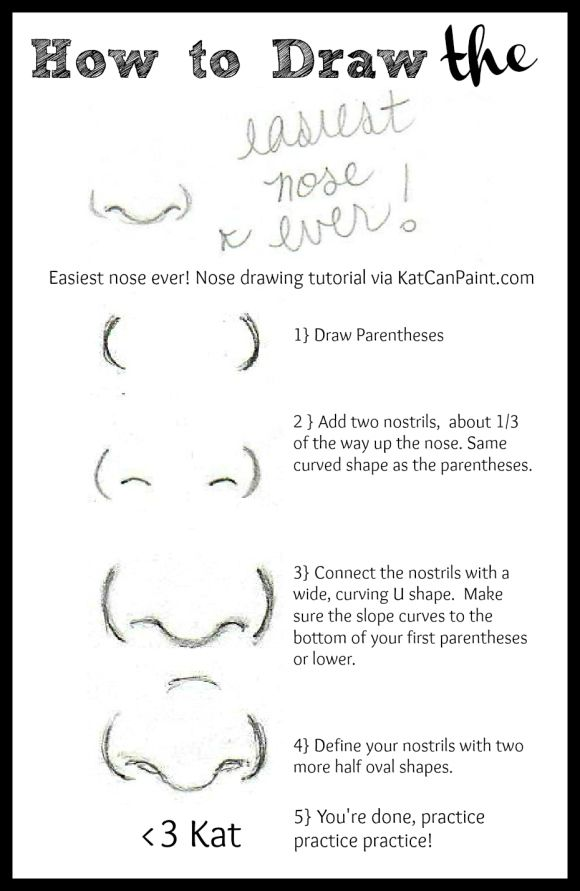 How to Draw the
easiest
nose
ever!
Easiest nose ever! Nose drawing tutorial via KatCanPaint.com
1} Draw Parentheses
2 } Add two nostrils, about 1/3
of the way up the nose. Same
curved shape as the parentheses.
3} Connect the nostrils with a
wide, curving U shape. Make
sure the slope curves to the
bottom of your first parentheses
or lower.
4} Define your nostrils with two
more half oval shapes.
5} You're done, practice
practice practice!
<3 Kat